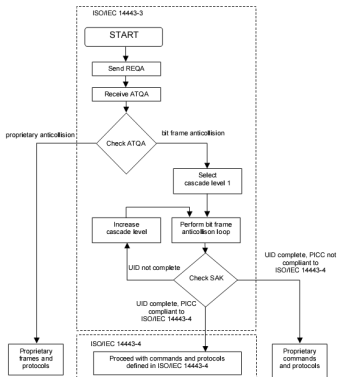 ISO/IEC 14443-3
START
Send REQA
Receive ATQA
proprietary anticollision
bit frame anticollision
Check ATQA
Select
cascade level 1
Increase
cascade level
Perform bit frame
anticollison loop
UID not complete
Check SAK
UID complete, PICC not
compliant to
ISO/IEC 14443-4
UID complete, PICC
compliant to
ISO/IEC 14443-4
ISO/IEC 14443-4
Proprietary
frames and
protocols
Proceed with commands and protocols
defined in ISO/IEC 14443-4
Proprietary
commands
and protocols